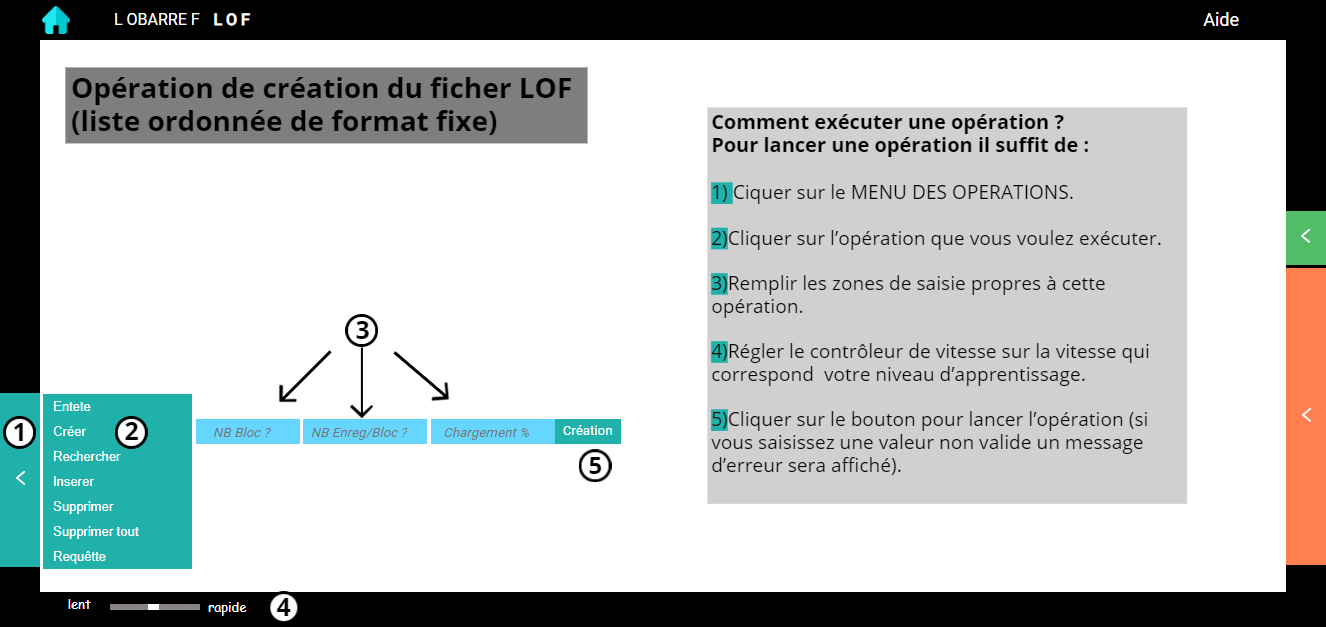 L OBARRE F LOF
Aide
Opération de création du ficher LOF
(liste ordonnée de format fixe)
Comment exécuter une opération ?
Pour lancer une opération il suffit de :
1) Ciquer sur le MENU DES OPERATIONS.
2)Cliquer sur l’opération que vous voulez exécuter.
3)Remplir les zones de saisie propres à cette
opération.
4)Régler le contrôleur de vitesse sur la vitesse qui
correspond votre niveau d’apprentissage.
5)Cliquer sur le bouton pour lancer l’opération (si
vous saisissez une valeur non valide un message
d’erreur sera affiché).
3
1
Entete
Créer 2
Rechercher
Inserer
Supprimer
Supprimer tout
Requêtte
NB Bloc ? NB Enreg/Bloc ? Chargement % Création
5
lent rapide 4